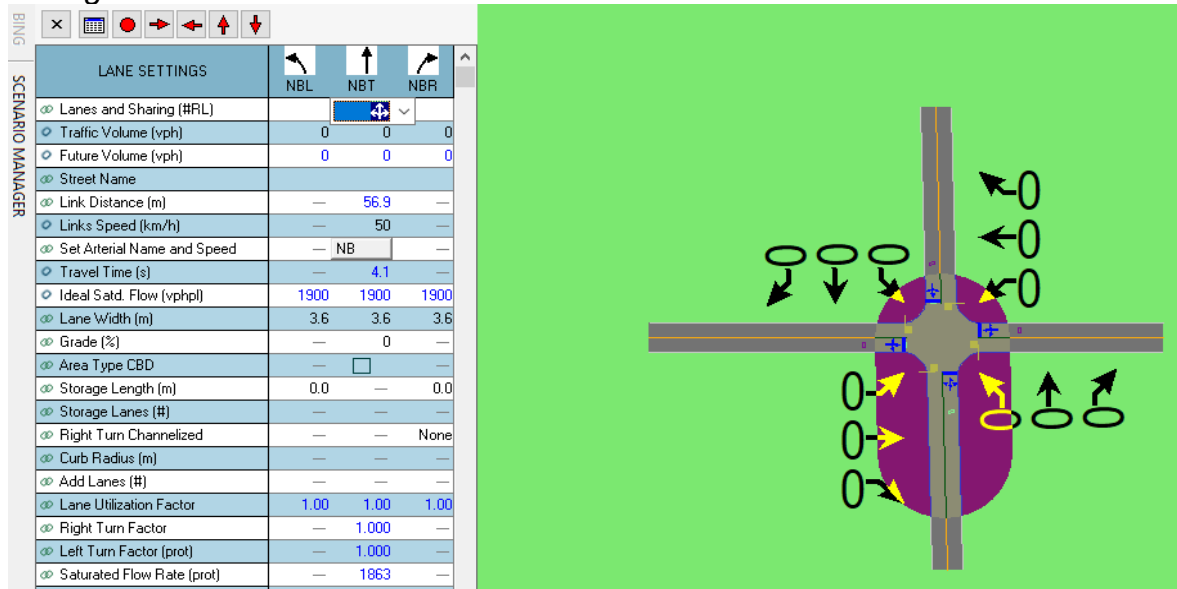 BING
SCENARIO MANAGER
LANE SETTINGS NBL NBT NBR
Lanes and Sharing (#RL)
Traffic Volume (vph) 0 0 0
Future Volume (vph) 0 0 0
Street Name
Link Distance (m) — 56.9 —
Links Speed (km/h) — 50 —
Set Arterial Name and Speed — NB —
Travel Time (s) — 4.1 —
Ideal Satd. Flow (vphpl) 1900 1900 1900
Lane Width (m) 3.6 3.6 3.6
Grade (%) — 0 —
Area Type CBD — —
Storage Length (m) 0.0 — 0.0
Storage Lanes (#) — — —
Right Turn Channelized — — None
Curb Radius (m) — — —
Add Lanes (#) — — —
Lane Utilization Factor 1.00 1.00 1.00
Right Turn Factor — 1.000 —
Left Turn Factor (prot) — 1.000 —
Saturated Flow Rate (prot) — 1863 —
0
0
0 0 0 0
0 0 0 0
0
0